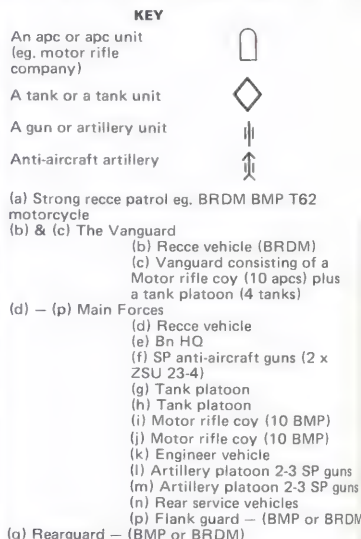 KEY
An apc or apc unit
(eg. motor rifle
company)
A tank or a tank unit
A gun or artillery unit
Anti-aircraft artillery
(a) Strong recce patrol eg. BRDM BMP T62
motorcycle
(b) & (c) The Vanguard
(b) Recce vehicle (BRDM)
(c) Vanguard consisting of a
Motor rifle coy (10 apcs) plus
a tank platoon (4 tanks)
(d) — (p) Main Forces
(d) Recce vehicle
(e) Bn HQ
(f) SP anti-aircraft guns (2 x
ZSU 23-4)
(g) Tank platoon
(h) Tank platoon
(i) Motor rifle coy (10 BMP)
(j) Motor rifle coy (10 BMP)
(k) Engineer vehicle
(l) Artillery platoon 2-3 SP guns
(m) Artillery platoon 2-3 SP guns
(n) Rear service vehicles
(p) Flank guard — (BMP or BRDM
(q) Rearguard — (BMP or BRDM)